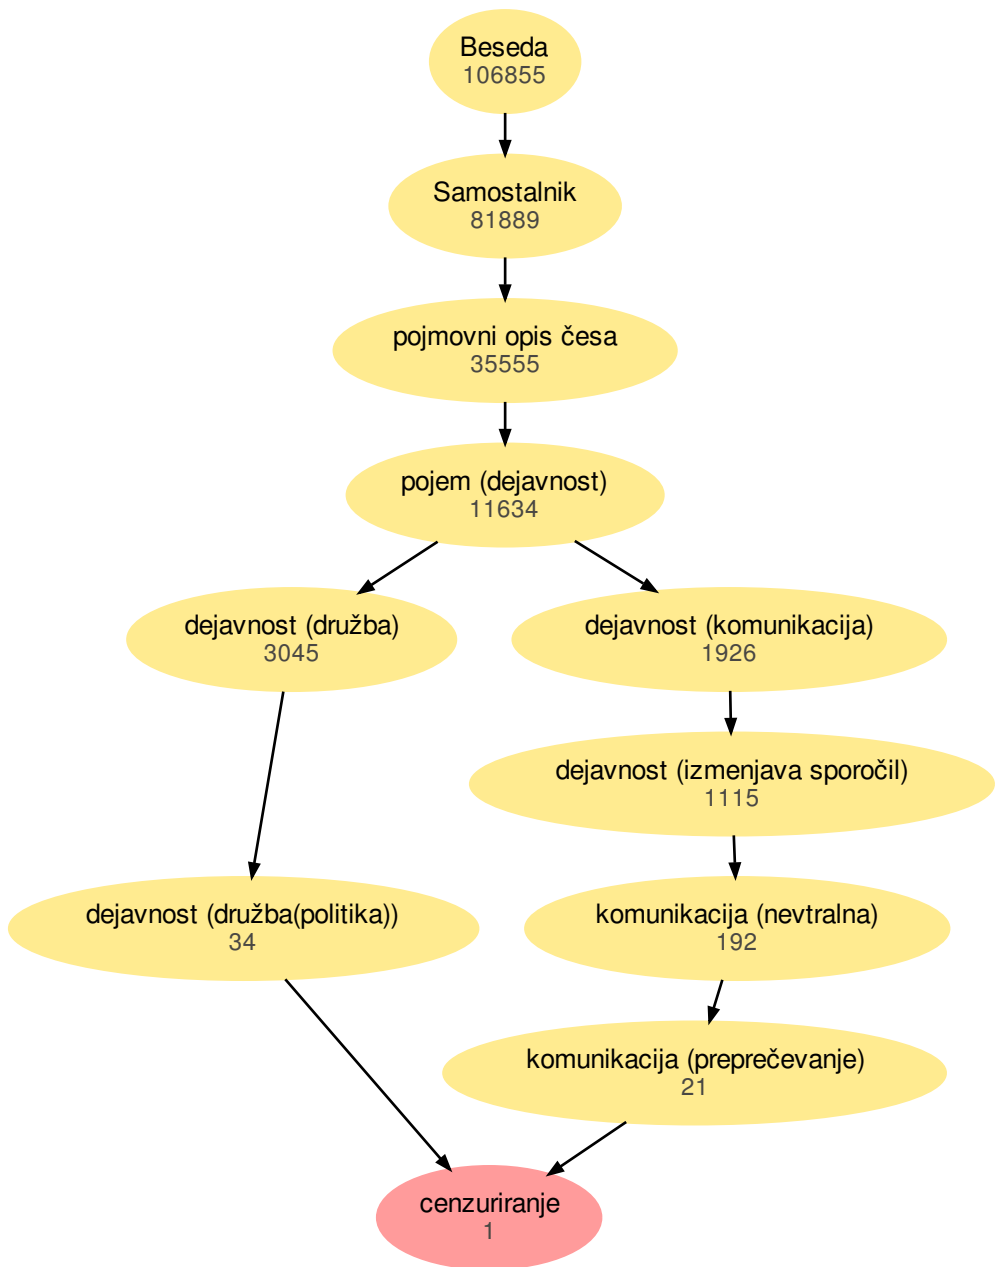 Beseda
106855
Samostalnik
81889
pojmovni opis česa
35555
pojem (dejavnost)
11634
dejavnost (družba)
3045
dejavnost (komunikacija)
1926
dejavnost (izmenjava sporočil)
1115
dejavnost (družba(politika))
34
komunikacija (nevtralna)
192
komunikacija (preprečevanje)
21
cenzuriranje
1